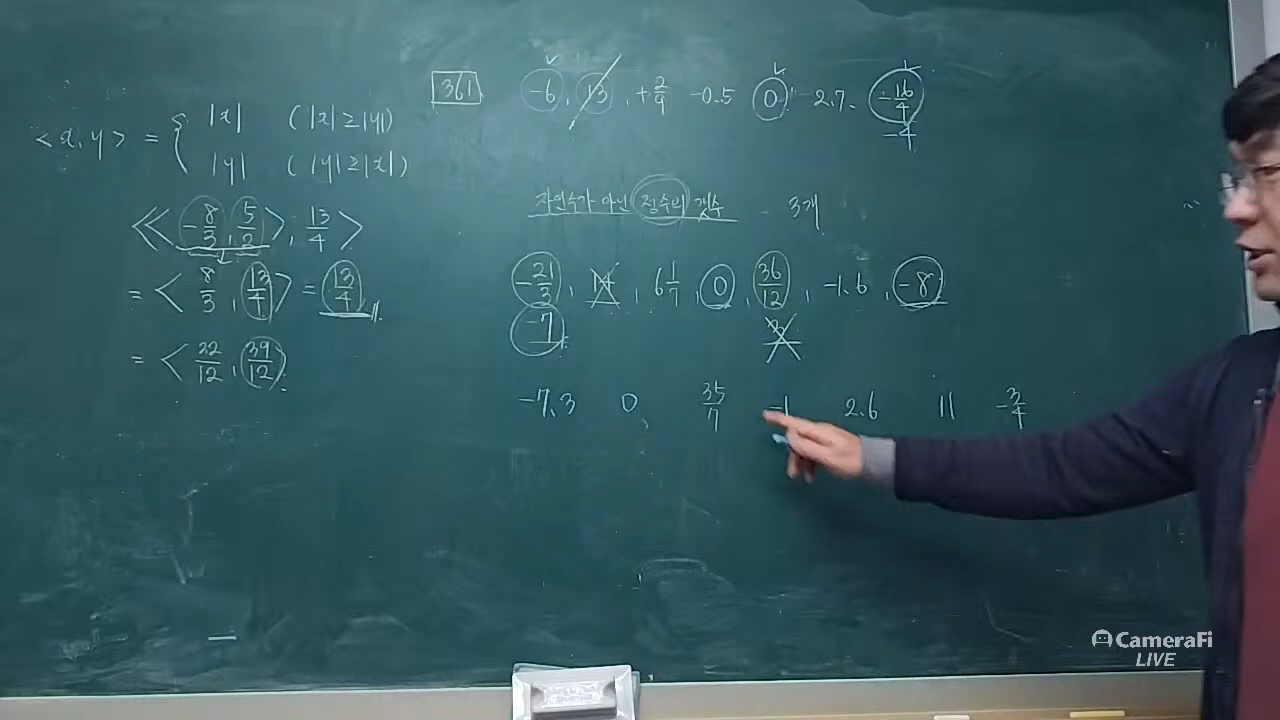 <x, y> = { |x| ( |x| ≥ |y| )
|y| ( |y| ≥ |x| )
<< -8/3, 5/2 >, 13/4 >
= < 8/3, 13/4 > = 13/4
= < 22/12, 39/12 >
361 -6, 13, +2/9 -0.5 0, -2.7, -16/4
-4
자연수가 아닌 정수의 갯수 3개
-21/3, 14, 6 1/7, 0, 36/12, -1.6, -8
-7 3
-7.3 0, 35/7 -1 2.6 11 -3/4
CameraFi
LIVE